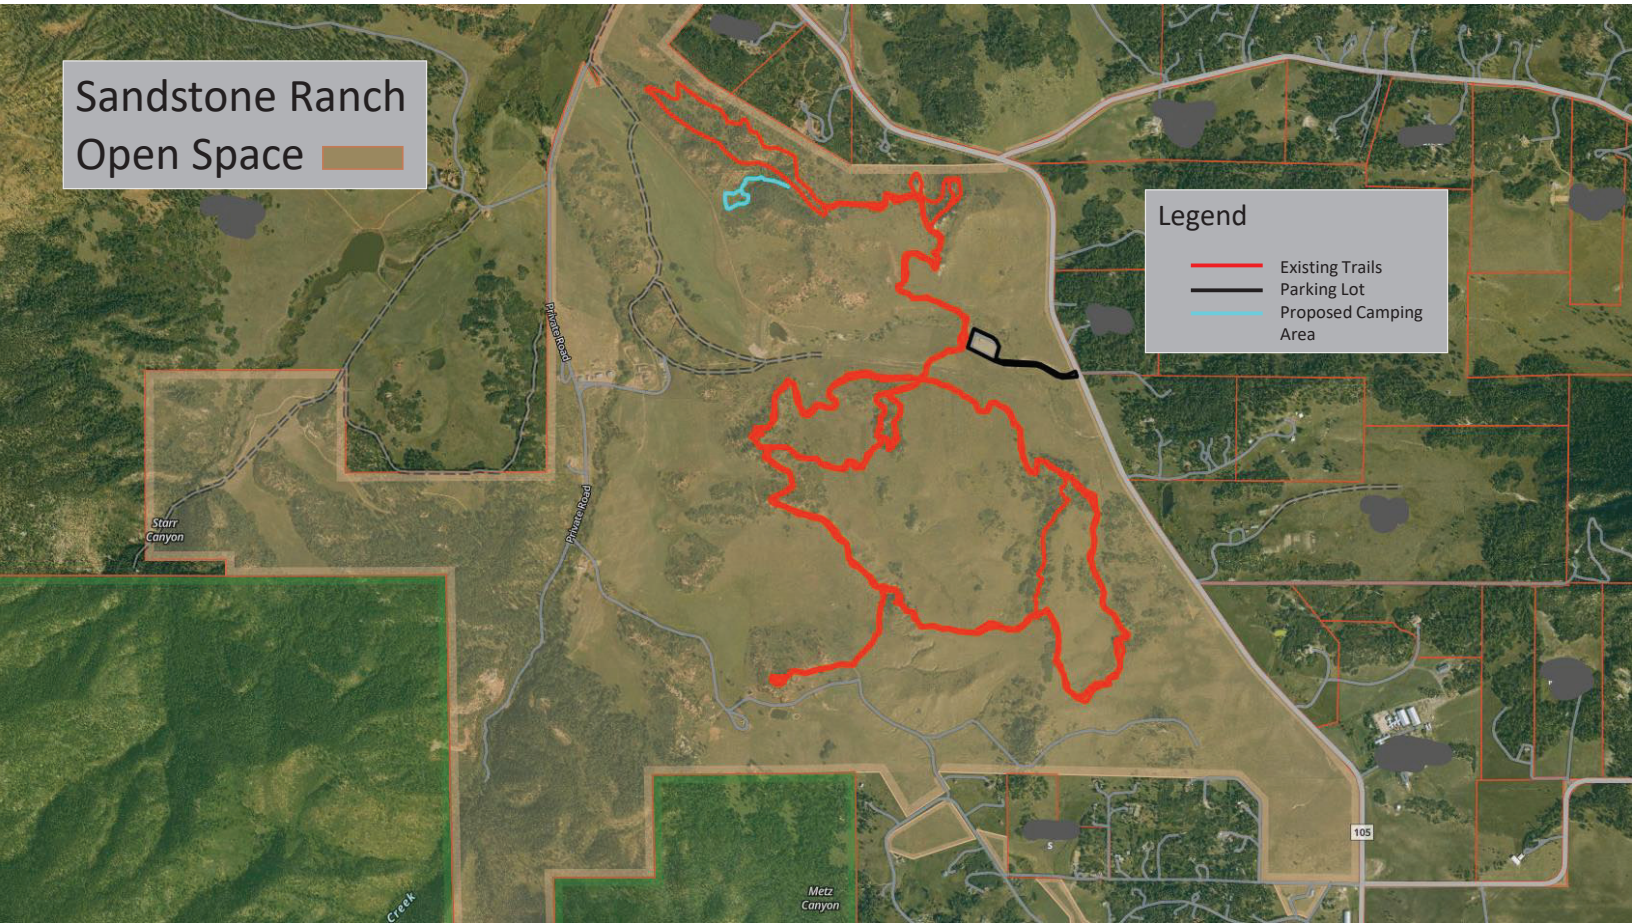 Sandstone Ranch
Open Space
Legend
Existing Trails
Parking Lot
Proposed Camping
Area
Private Road
Private Road
Starr
Canyon
105
S
Metz
Canyon
Creek